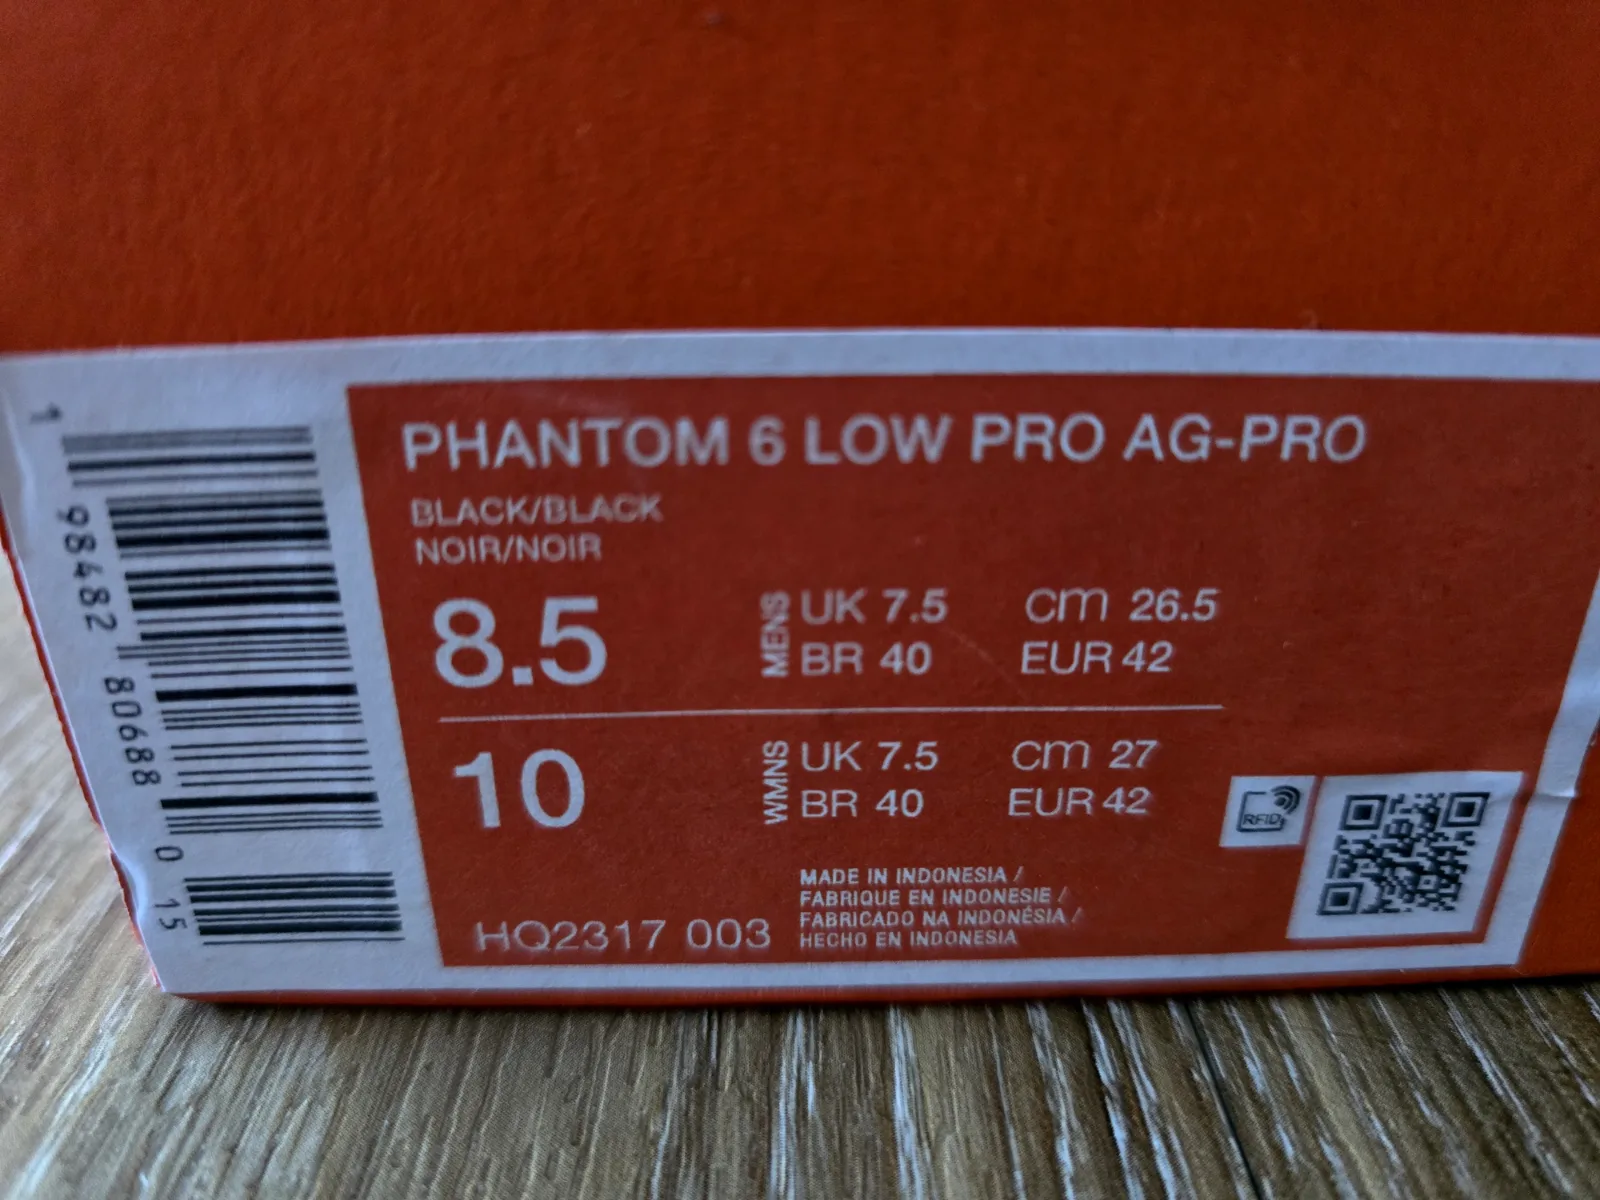 1 98482 80688 0 15
PHANTOM 6 LOW PRO AG-PRO
BLACK/BLACK
NOIR/NOIR
8.5
MENS
UK 7.5 CM 26.5
BR 40 EUR 42
10
WMNS
UK 7.5 CM 27
BR 40 EUR 42
HQ2317 003
MADE IN INDONESIA /
FABRIQUE EN INDONESIE /
FABRICADO NA INDONÉSIA /
HECHO EN INDONESIA
RFID